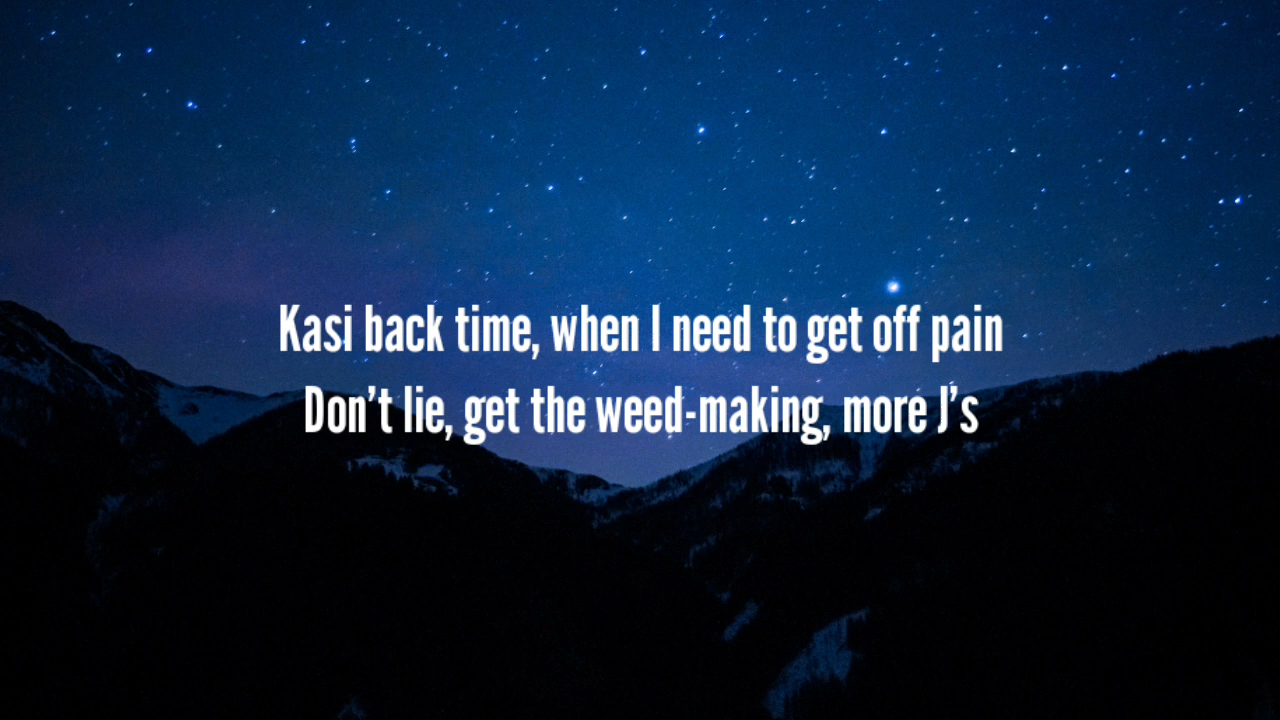 Kasi back time, when I need to get off pain
Don’t lie, get the weed-making, more J’s